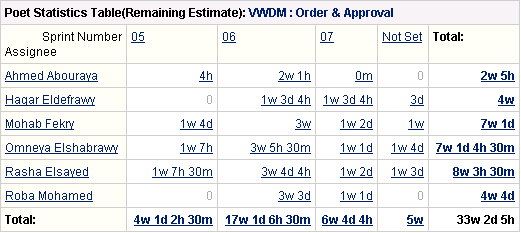 Poet Statistics Table(Remaining Estimate): VWDM : Order & Approval
Sprint Number 05 06 07 Not Set Total:
Assignee
Ahmed Abouraya 4h 2w 1h 0m 0 2w 5h
Hagar Eldefrawy 0 1w 3d 4h 1w 3d 4h 3d 4w
Mohab Fekry 1w 4d 3w 1w 2d 1w 7w 1d
Omneya Elshabrawy 1w 7h 3w 5h 30m 1w 1d 1w 4d 7w 1d 4h 30m
Rasha Elsayed 1w 7h 30m 3w 4d 4h 1w 2d 1w 3d 8w 3h 30m
Roba Mohamed 0 3w 3d 1w 1d 0 4w 4d
Total: 4w 1d 2h 30m 17w 1d 6h 30m 6w 4d 4h 5w 33w 2d 5h